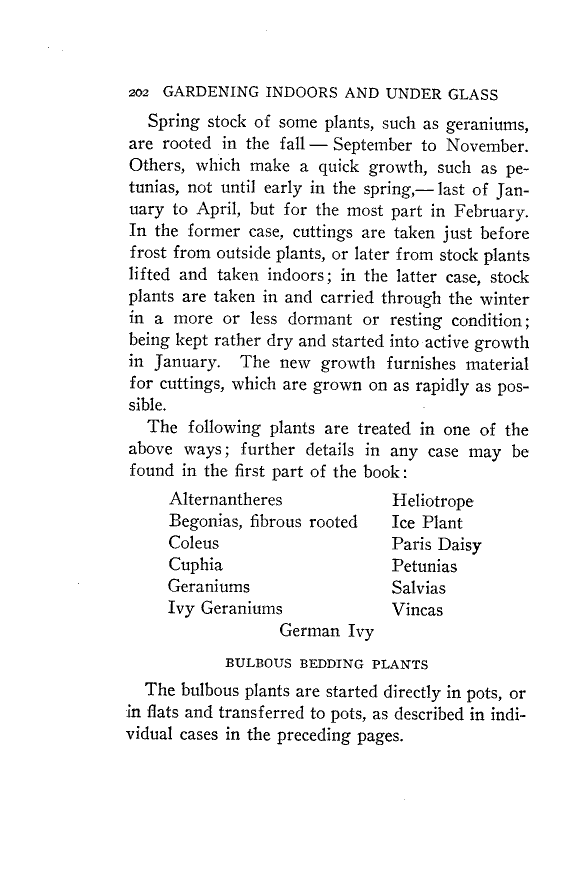 202 GARDENING INDOORS AND UNDER GLASS
Spring stock of some plants, such as geraniums,
are rooted in the fall — September to November.
Others, which make a quick growth, such as pe-
tunias, not until early in the spring,— last of Jan-
uary to April, but for the most part in February.
In the former case, cuttings are taken just before
frost from outside plants, or later from stock plants
lifted and taken indoors; in the latter case, stock
plants are taken in and carried through the winter
in a more or less dormant or resting condition;
being kept rather dry and started into active growth
in January. The new growth furnishes material
for cuttings, which are grown on as rapidly as pos-
sible.
The following plants are treated in one of the
above ways; further details in any case may be
found in the first part of the book:
Alternantheres
Begonias, fibrous rooted
Coleus
Cuphia
Geraniums
Ivy Geraniums
Heliotrope
Ice Plant
Paris Daisy
Petunias
Salvias
Vincas
German Ivy
BULBOUS BEDDING PLANTS
The bulbous plants are started directly in pots, or
in flats and transferred to pots, as described in indi-
vidual cases in the preceding pages.